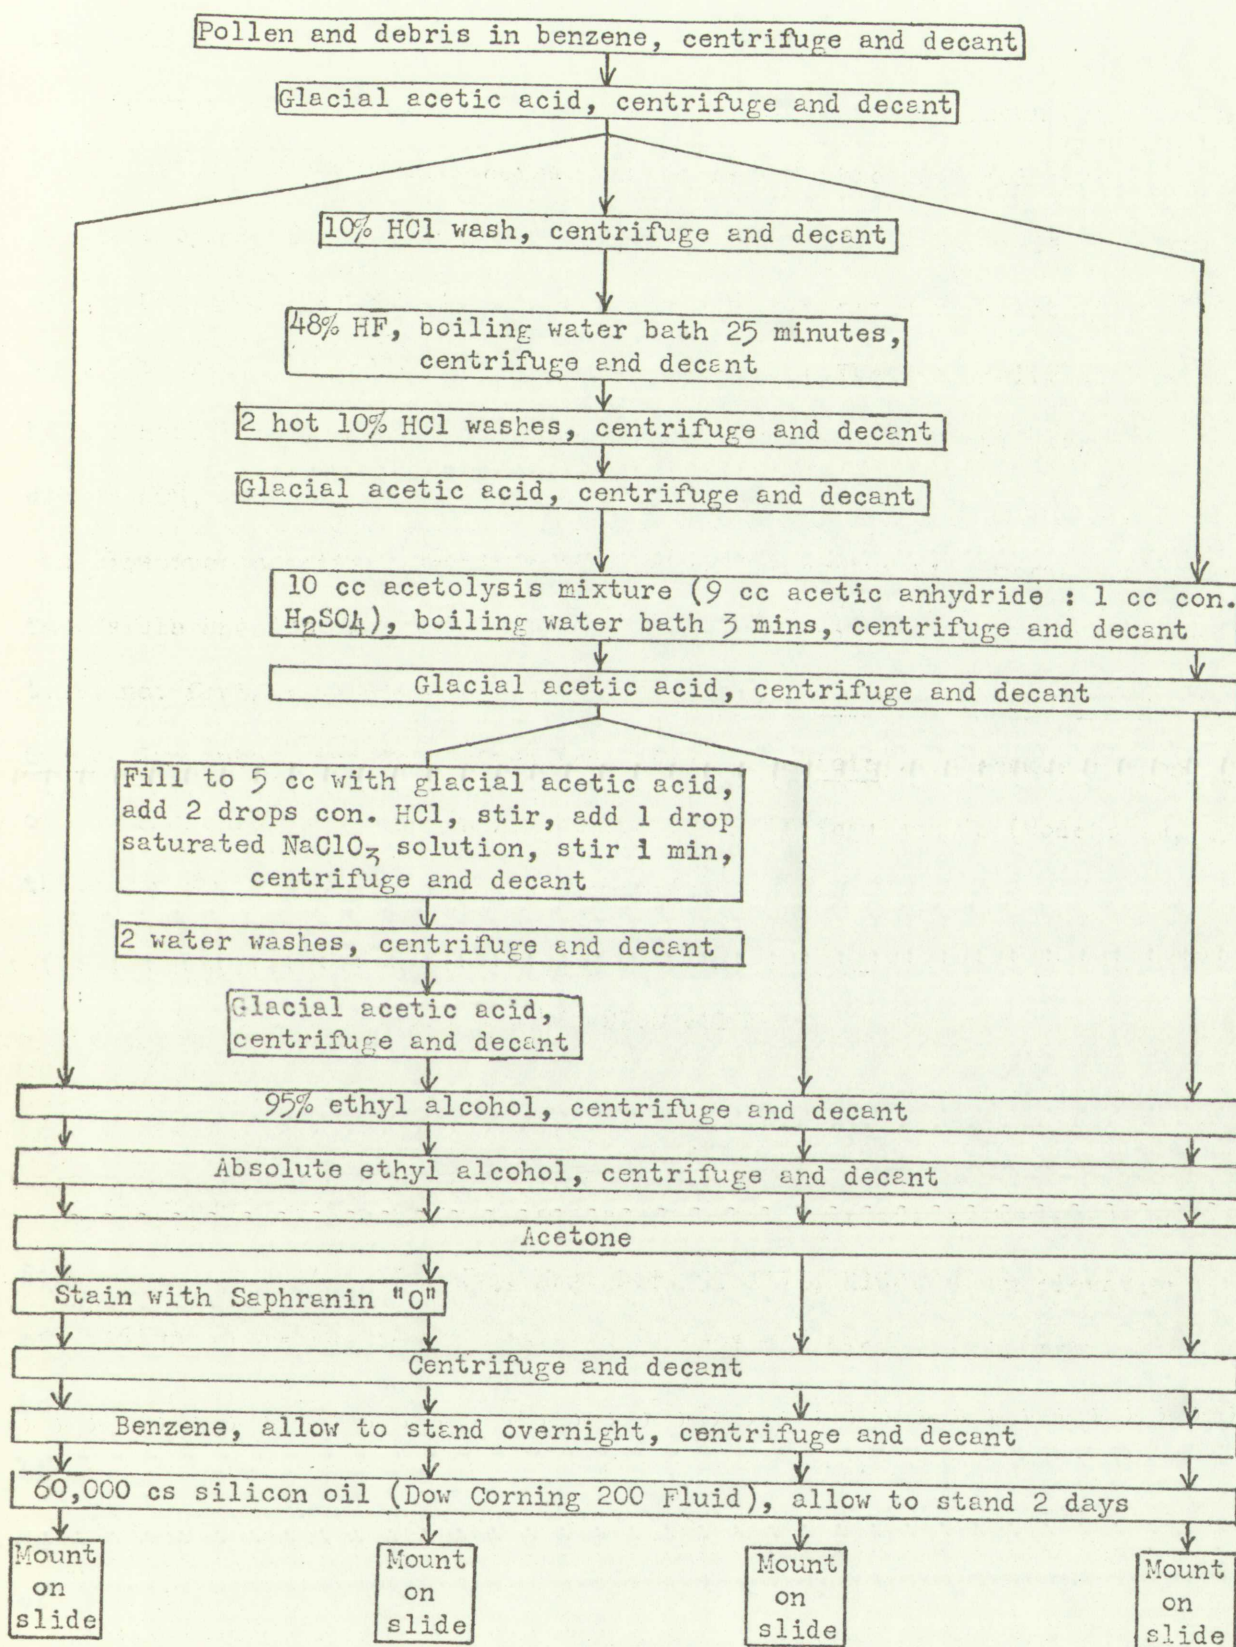 Pollen and debris in benzene, centrifuge and decant
Glacial acetic acid, centrifuge and decant
10% HCl wash, centrifuge and decant
48% HF, boiling water bath 25 minutes,
centrifuge and decant
2 hot 10% HCl washes, centrifuge and decant
Glacial acetic acid, centrifuge and decant
10 cc acetolysis mixture (9 cc acetic anhydride : 1 cc con.
H₂SO₄), boiling water bath 3 mins, centrifuge and decant
Glacial acetic acid, centrifuge and decant
Fill to 5 cc with glacial acetic acid,
add 2 drops con. HCl, stir, add 1 drop
saturated NaClO₃ solution, stir 1 min,
centrifuge and decant
2 water washes, centrifuge and decant
Glacial acetic acid,
centrifuge and decant
95% ethyl alcohol, centrifuge and decant
Absolute ethyl alcohol, centrifuge and decant
Acetone
Stain with Saphranin "O"
Centrifuge and decant
Benzene, allow to stand overnight, centrifuge and decant
60,000 cs silicon oil (Dow Corning 200 Fluid), allow to stand 2 days
Mount
on
slide
Mount
on
slide
Mount
on
slide
Mount
on
slide